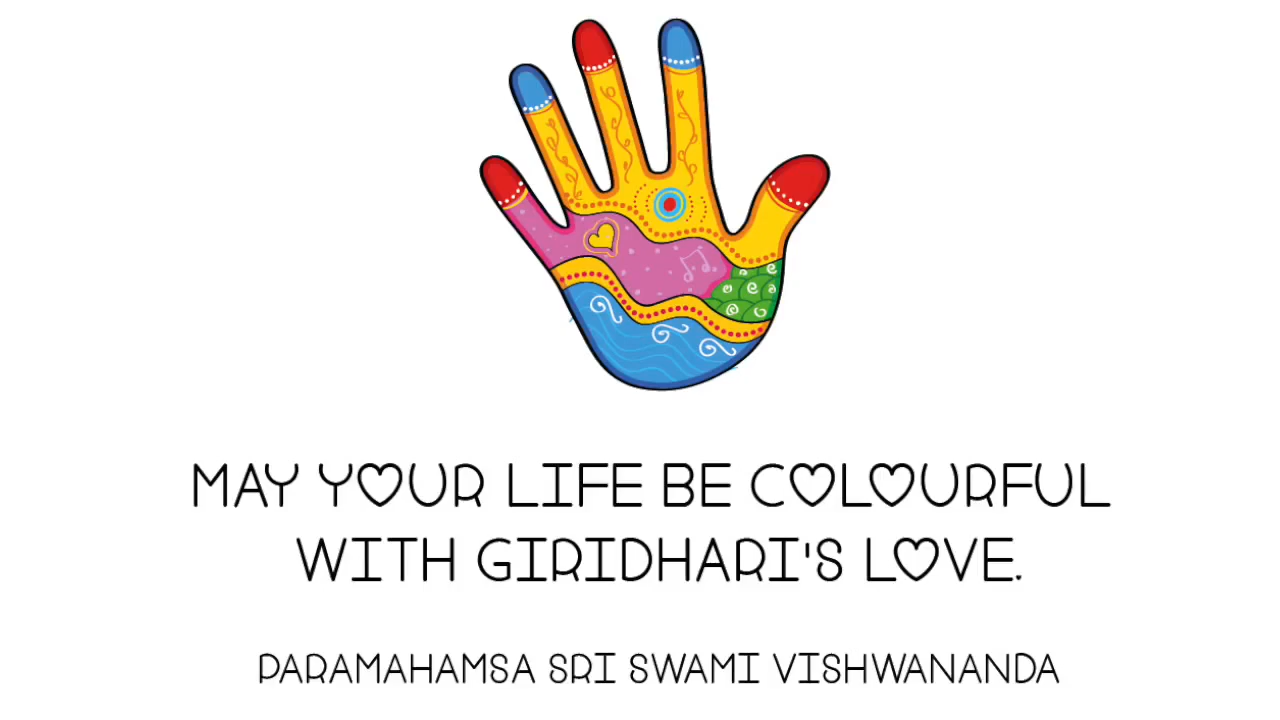 MAY YOUR LIFE BE COLOURFUL
WITH GIRIDHARI'S LOVE.
PARAMAHAMSA SRI SWAMI VISHWANANDA